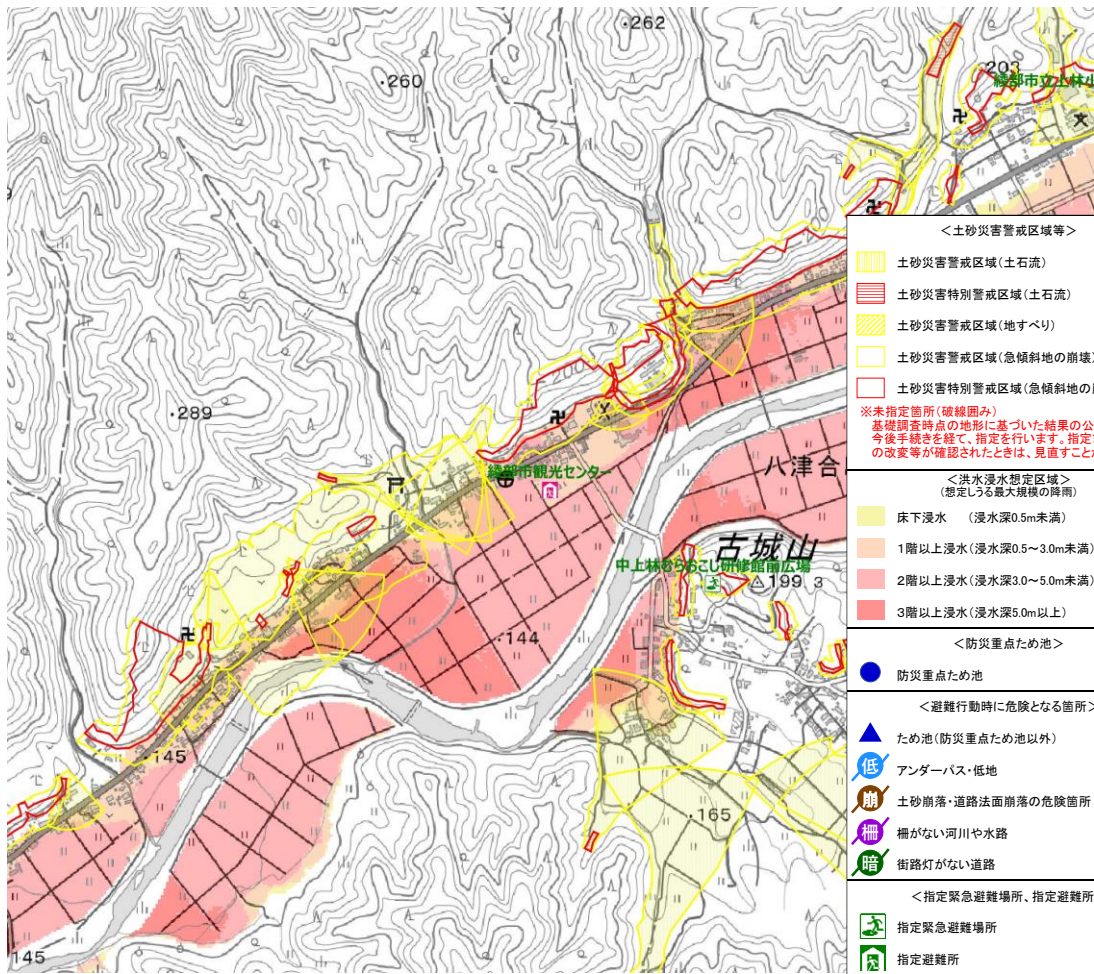 ・262
・260
203
綾部市立上林小
・289
綾部市観光センター
八津合
古城山
中上林むらおこし研修館前広場
199.3
・144
・145
・165
145
＜土砂災害警戒区域等＞
土砂災害警戒区域（土石流）
土砂災害特別警戒区域（土石流）
土砂災害警戒区域（地すべり）
土砂災害警戒区域（急傾斜地の崩壊）
土砂災害特別警戒区域（急傾斜地の
※未指定箇所（破線囲み）
基礎調査時点の地形に基づいた結果の公
今後手続きを経て、指定を行います。指定
の改変等が確認されたときは、見直すことが
＜洪水浸水想定区域＞
（想定しうる最大規模の降雨）
床下浸水　（浸水深0.5m未満）
1階以上浸水（浸水深0.5～3.0m未満）
2階以上浸水（浸水深3.0～5.0m未満）
3階以上浸水（浸水深5.0m以上）
＜防災重点ため池＞
防災重点ため池
＜避難行動時に危険となる箇所＞
ため池（防災重点ため池以外）
低 アンダーパス・低地
崩 土砂崩落・道路法面崩落の危険箇所
柵 柵がない河川や水路
暗 街路灯がない道路
＜指定緊急避難場所、指定避難所
指定緊急避難場所
指定避難所